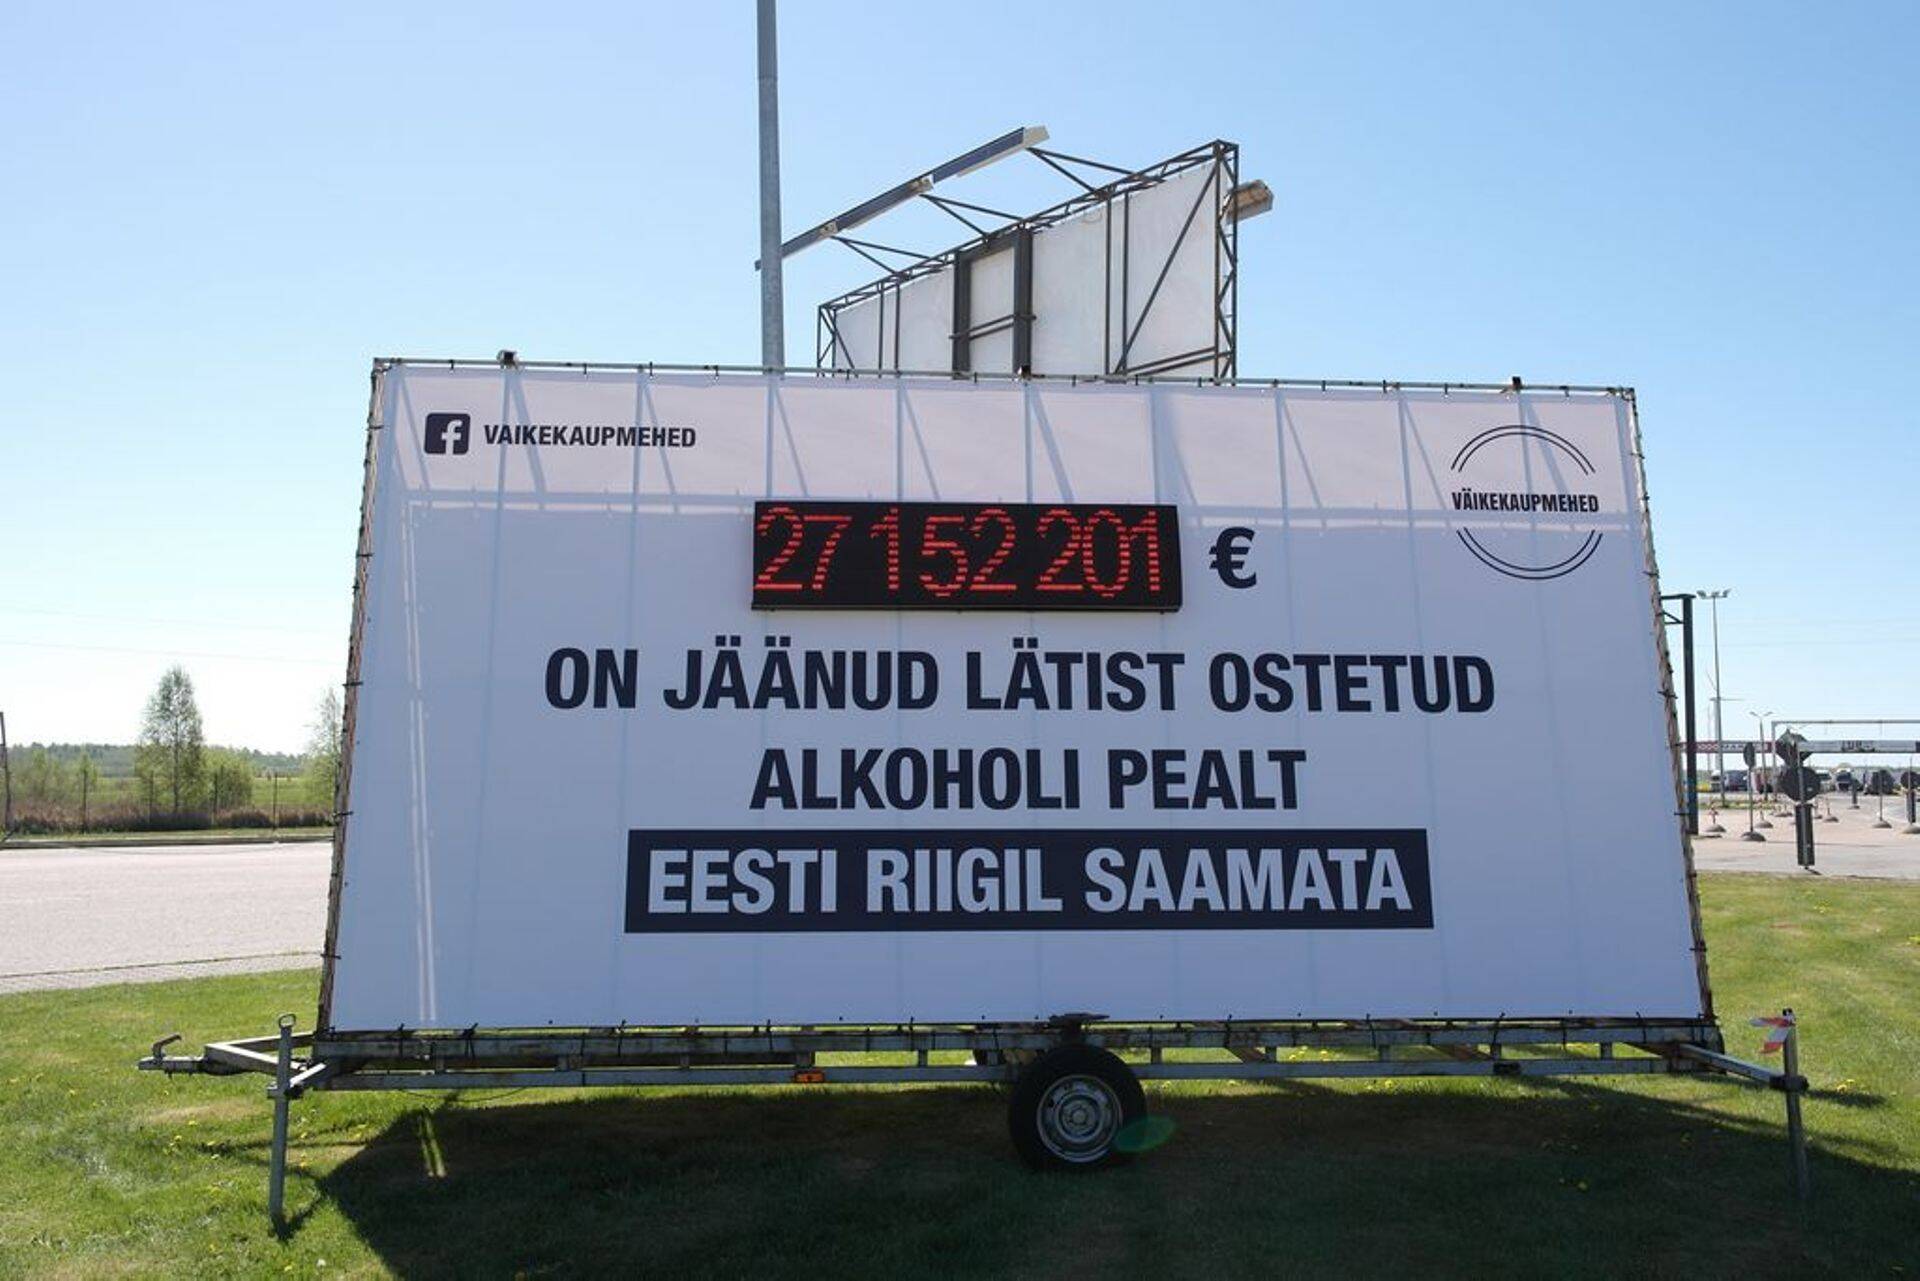 VAIKEKAUPMEHED
VÄIKEKAUPMEHED
27 152 201 €
ON JÄÄNUD LÄTIST OSTETUD
ALKOHOLI PEALT
EESTI RIIGIL SAAMATA